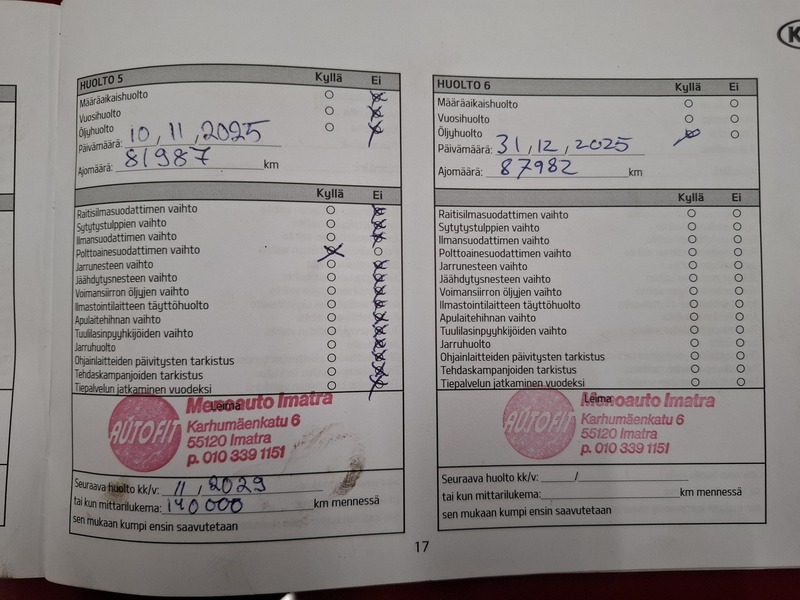 HUOLTO 5 Kyllä Ei
Määräaikaishuolto
Vuosihuolto
Öljyhuolto
Päivämäärä: 10, 11, 2025
Ajomäärä: 81987 km
Kyllä Ei
Raitisilmasuodattimen vaihto
Sytytystulppien vaihto
Ilmansuodattimen vaihto
Polttoainesuodattimen vaihto
Jarrunesteen vaihto
Jäähdytysnesteen vaihto
Voimansiirron öljyjen vaihto
Ilmastointilaitteen täyttöhuolto
Apulaitehihnan vaihto
Tuulilasinpyyhkijöiden vaihto
Jarruhuolto
Ohjainlaitteiden päivitysten tarkistus
Tehdaskampanjoiden tarkistus
Tiepalvelun jatkaminen vuodeksi
Leima
AUTOFIT
Menoauto Imatra
Karhumäenkatu 6
55120 Imatra
p. 010 339 1151
Seuraava huolto kk/v: 11, 2029
tai kun mittarilukema: 140000 km mennessä
sen mukaan kumpi ensin saavutetaan
HUOLTO 6 Kyllä Ei
Määräaikaishuolto
Vuosihuolto
Öljyhuolto
Päivämäärä: 31, 12, 2025
Ajomäärä: 87982 km
Kyllä Ei
Raitisilmasuodattimen vaihto
Sytytystulppien vaihto
Ilmansuodattimen vaihto
Polttoainesuodattimen vaihto
Jarrunesteen vaihto
Jäähdytysnesteen vaihto
Voimansiirron öljyjen vaihto
Ilmastointilaitteen täyttöhuolto
Apulaitehihnan vaihto
Tuulilasinpyyhkijöiden vaihto
Jarruhuolto
Ohjainlaitteiden päivitysten tarkistus
Tehdaskampanjoiden tarkistus
Tiepalvelun jatkaminen vuodeksi
Leima
AUTOFIT
Menoauto Imatra
Karhumäenkatu 6
55120 Imatra
p. 010 339 1151
Seuraava huolto kk/v: /
tai kun mittarilukema: km mennessä
sen mukaan kumpi ensin saavutetaan
17